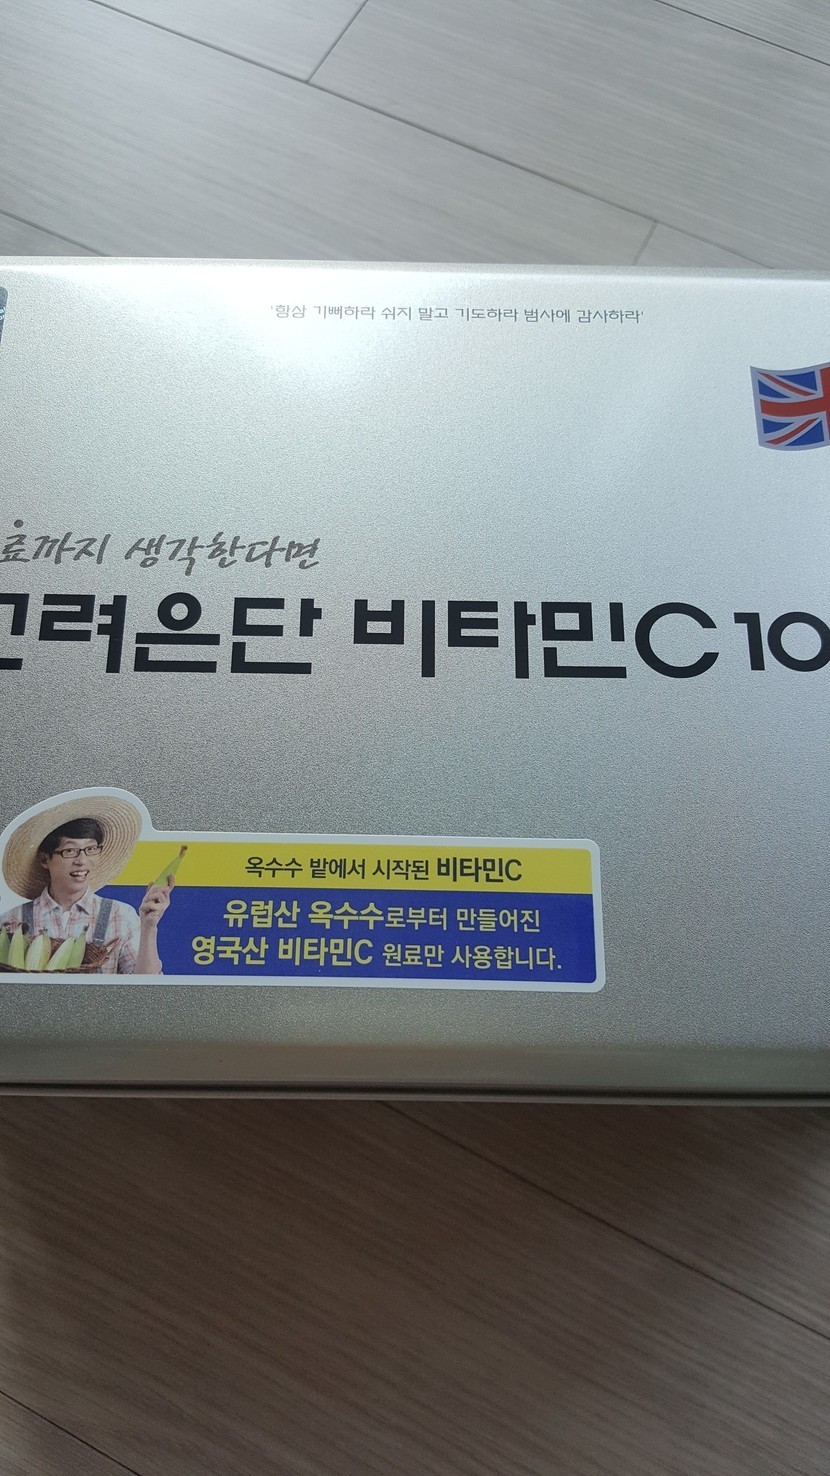 '항상 기뻐하라 쉬지 말고 기도하라 범사에 감사하라'
료까지 생각한다면
고려은단 비타민C 10
옥수수 밭에서 시작된 비타민C
유럽산 옥수수로부터 만들어진
영국산 비타민C 원료만 사용합니다.